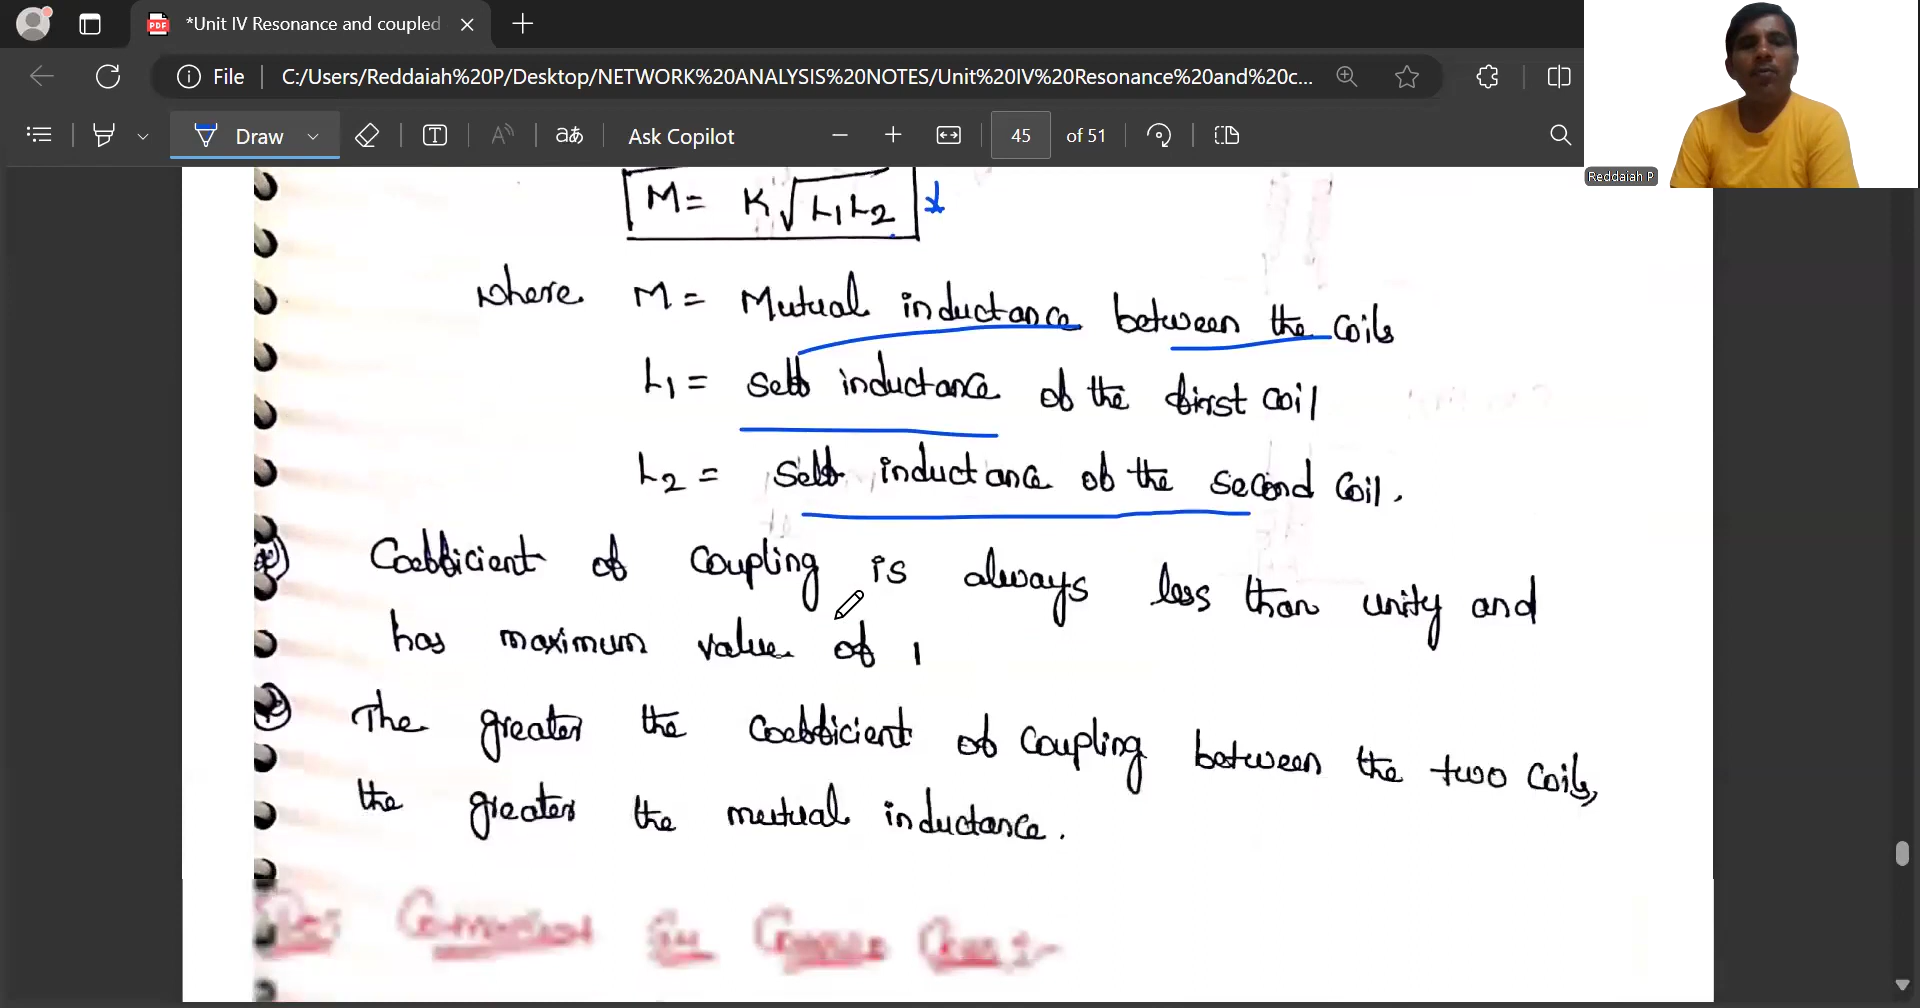 *Unit IV Resonance and coupled
File C:/Users/Reddaiah%20P/Desktop/NETWORK%20ANALYSIS%20NOTES/Unit%20IV%20Resonance%20and%20c...
Draw T A aあ Ask Copilot 45 of 51
Reddaiah P
M = K√L1L2
where M = Mutual inductance between the coils
L1 = self inductance of the first coil
L2 = self inductance of the second coil.
Coefficient of coupling is always less than unity and
has maximum value of 1
The greater the coefficient of coupling between the two coils,
the greater the mutual inductance.